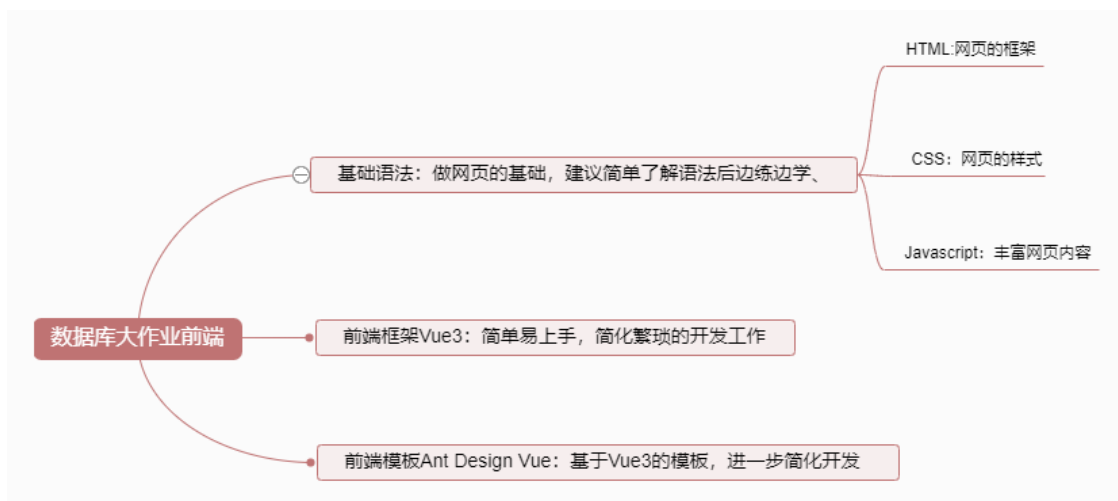 数据库大作业前端
基础语法：做网页的基础，建议简单了解语法后边练边学、
HTML:网页的框架
CSS：网页的样式
Javascript：丰富网页内容
前端框架Vue3：简单易上手，简化繁琐的开发工作
前端模板Ant Design Vue：基于Vue3的模板，进一步简化开发